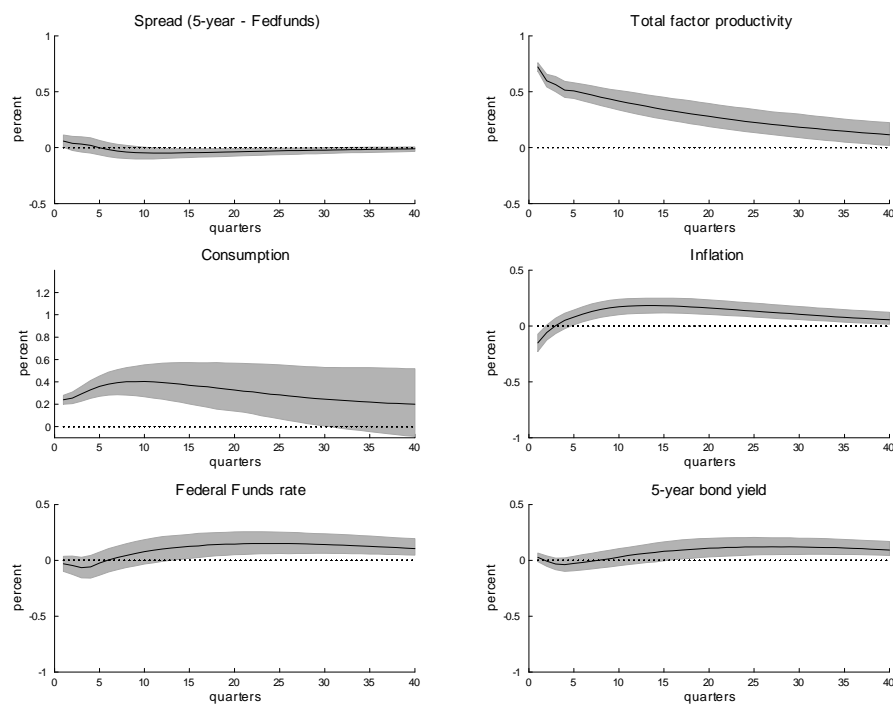 Spread (5-year - Fedfunds)
1
0.5
0
-0.5
percent
0 5 10 15 20 25 30 35 40
quarters
Total factor productivity
1
0.5
0
-0.5
percent
0 5 10 15 20 25 30 35 40
quarters
Consumption
1.2
1
0.8
0.6
0.4
0.2
0
percent
0 5 10 15 20 25 30 35 40
quarters
Inflation
0.5
0
-0.5
-1
percent
0 5 10 15 20 25 30 35 40
quarters
Federal Funds rate
0.5
0
-0.5
-1
percent
0 5 10 15 20 25 30 35 40
quarters
5-year bond yield
0.5
0
-0.5
-1
percent
0 5 10 15 20 25 30 35 40
quarters